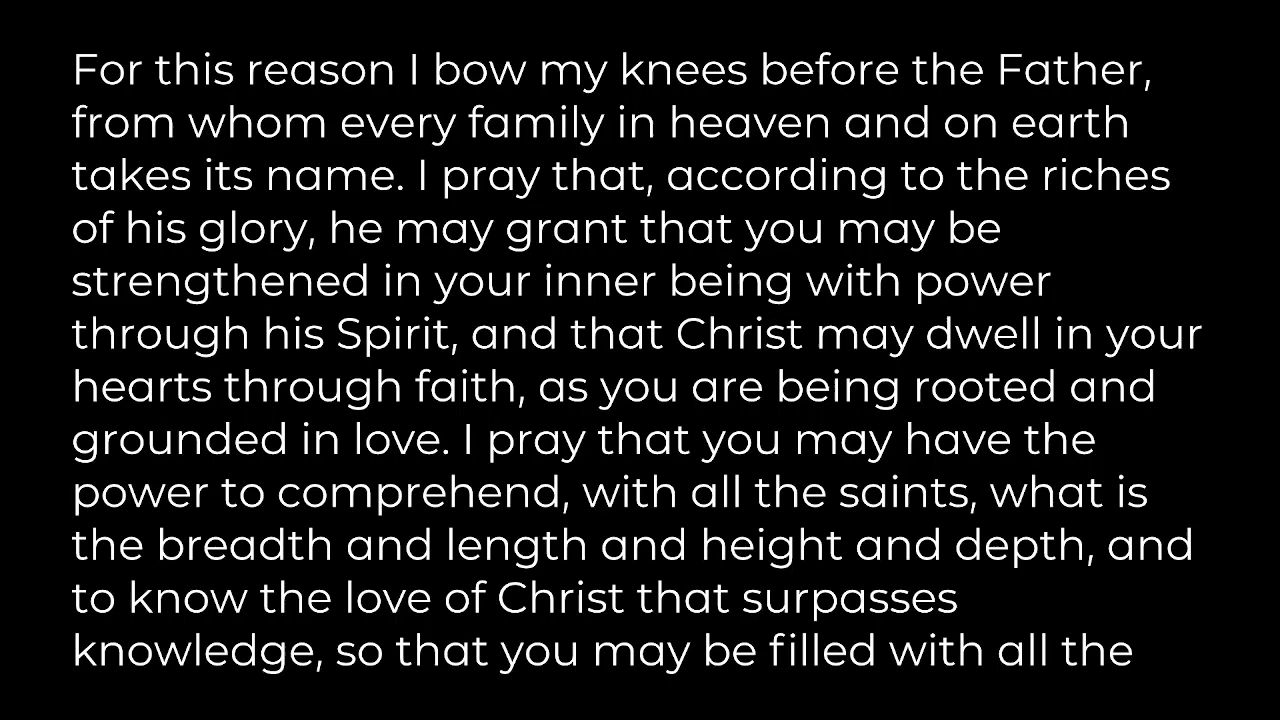 For this reason I bow my knees before the Father,
from whom every family in heaven and on earth
takes its name. I pray that, according to the riches
of his glory, he may grant that you may be
strengthened in your inner being with power
through his Spirit, and that Christ may dwell in your
hearts through faith, as you are being rooted and
grounded in love. I pray that you may have the
power to comprehend, with all the saints, what is
the breadth and length and height and depth, and
to know the love of Christ that surpasses
knowledge, so that you may be filled with all the